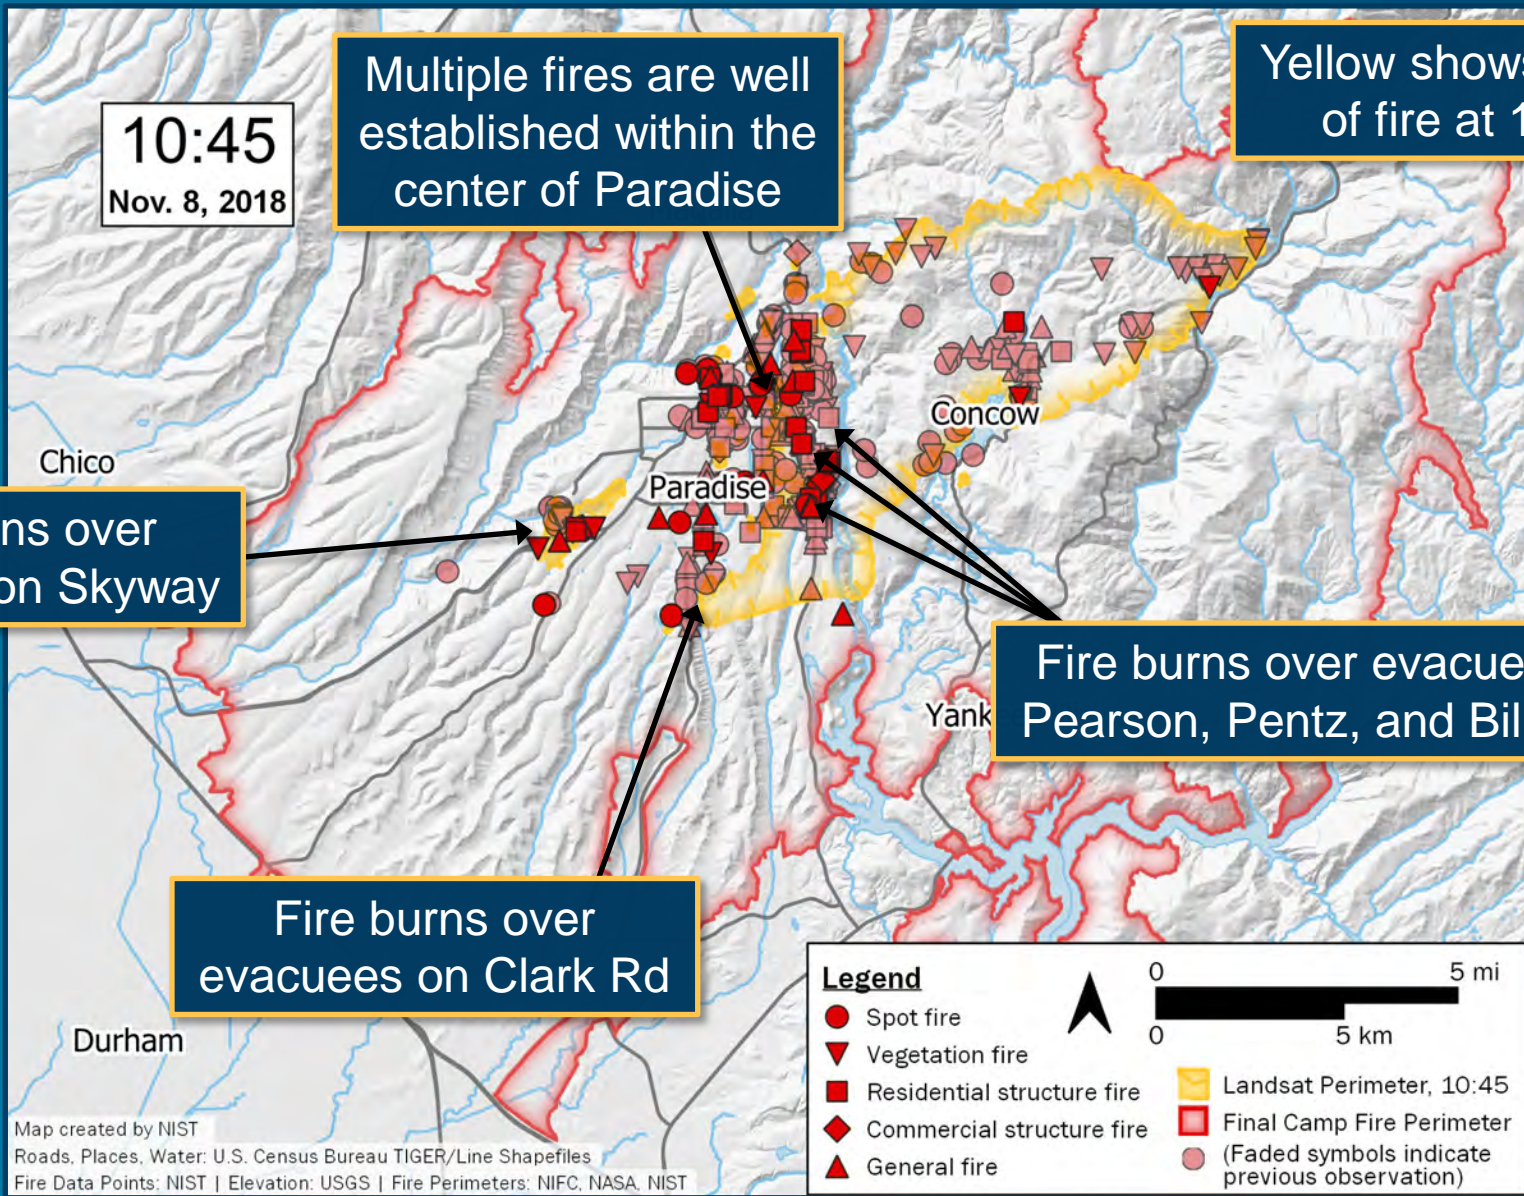 10:45
Nov. 8, 2018
Multiple fires are well
established within the
center of Paradise
Yellow shows
of fire at 1
Concow
Chico
Paradise
ns over
on Skyway
Fire burns over evacue
Pearson, Pentz, and Bil
Yank
Fire burns over
evacuees on Clark Rd
Durham
Legend
Spot fire
Vegetation fire
Residential structure fire
Commercial structure fire
General fire
0 5 mi
0 5 km
Landsat Perimeter, 10:45
Final Camp Fire Perimeter
(Faded symbols indicate
previous observation)
Map created by NIST
Roads, Places, Water: U.S. Census Bureau TIGER/Line Shapefiles
Fire Data Points: NIST | Elevation: USGS | Fire Perimeters: NIFC, NASA, NIST